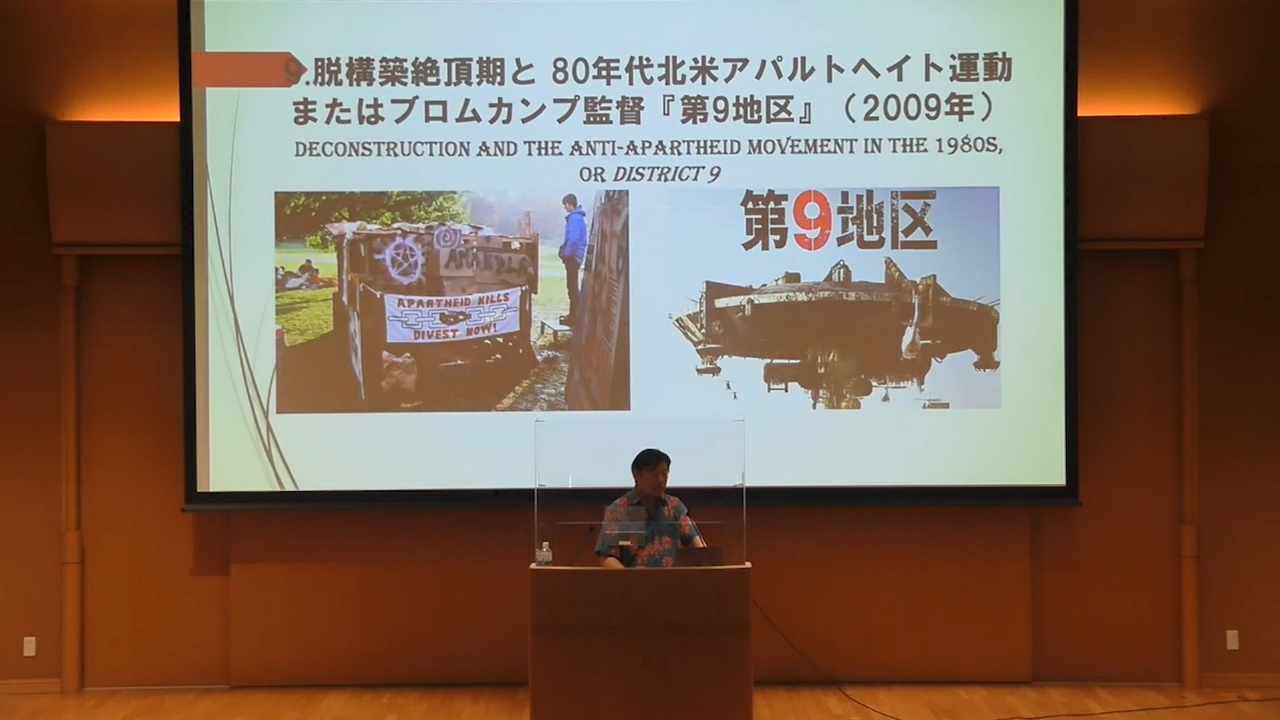 9.脱構築絶頂期と 80年代北米アパルトヘイト運動
またはブロムカンプ監督『第9地区』（2009年）
DECONSTRUCTION AND THE ANTI-APARTHEID MOVEMENT IN THE 1980S,
OR DISTRICT 9
APARTHEID KILLS
DIVEST NOW!
第9地区